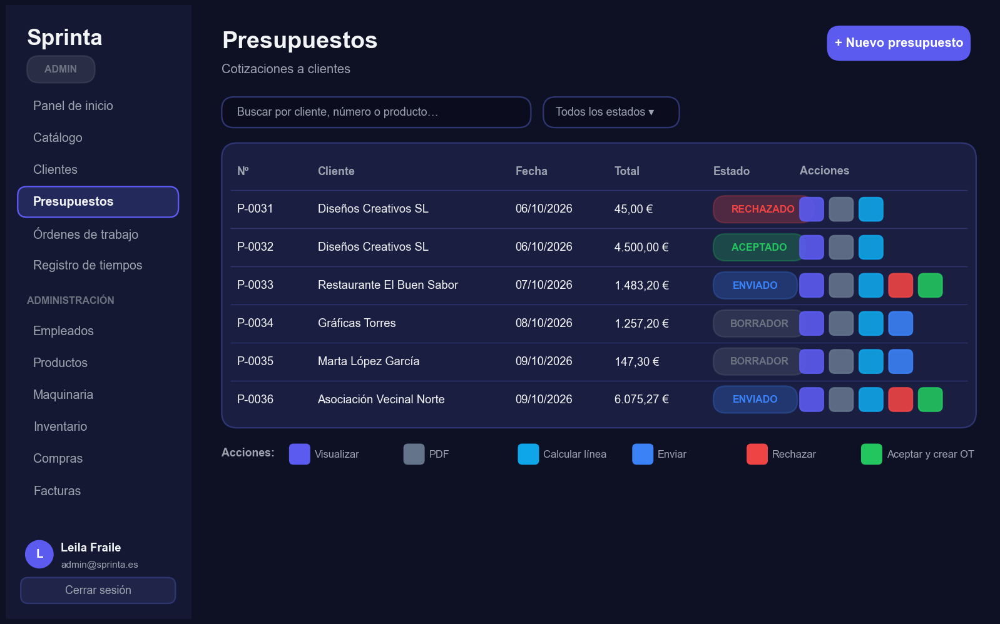 Sprinta
ADMIN
Panel de inicio
Catálogo
Clientes
Presupuestos
Órdenes de trabajo
Registro de tiempos
ADMINISTRACIÓN
Empleados
Productos
Maquinaria
Inventario
Compras
Facturas
L
Leila Fraile
admin@sprinta.es
Cerrar sesión
Presupuestos
Cotizaciones a clientes
+ Nuevo presupuesto
Buscar por cliente, número o producto… Todos los estados ▾
Nº Cliente Fecha Total Estado Acciones
P-0031 Diseños Creativos SL 06/10/2026 45,00 € RECHAZADO
P-0032 Diseños Creativos SL 06/10/2026 4.500,00 € ACEPTADO
P-0033 Restaurante El Buen Sabor 07/10/2026 1.483,20 € ENVIADO
P-0034 Gráficas Torres 08/10/2026 1.257,20 € BORRADOR
P-0035 Marta López García 09/10/2026 147,30 € BORRADOR
P-0036 Asociación Vecinal Norte 09/10/2026 6.075,27 € ENVIADO
Acciones: Visualizar PDF Calcular línea Enviar Rechazar Aceptar y crear OT